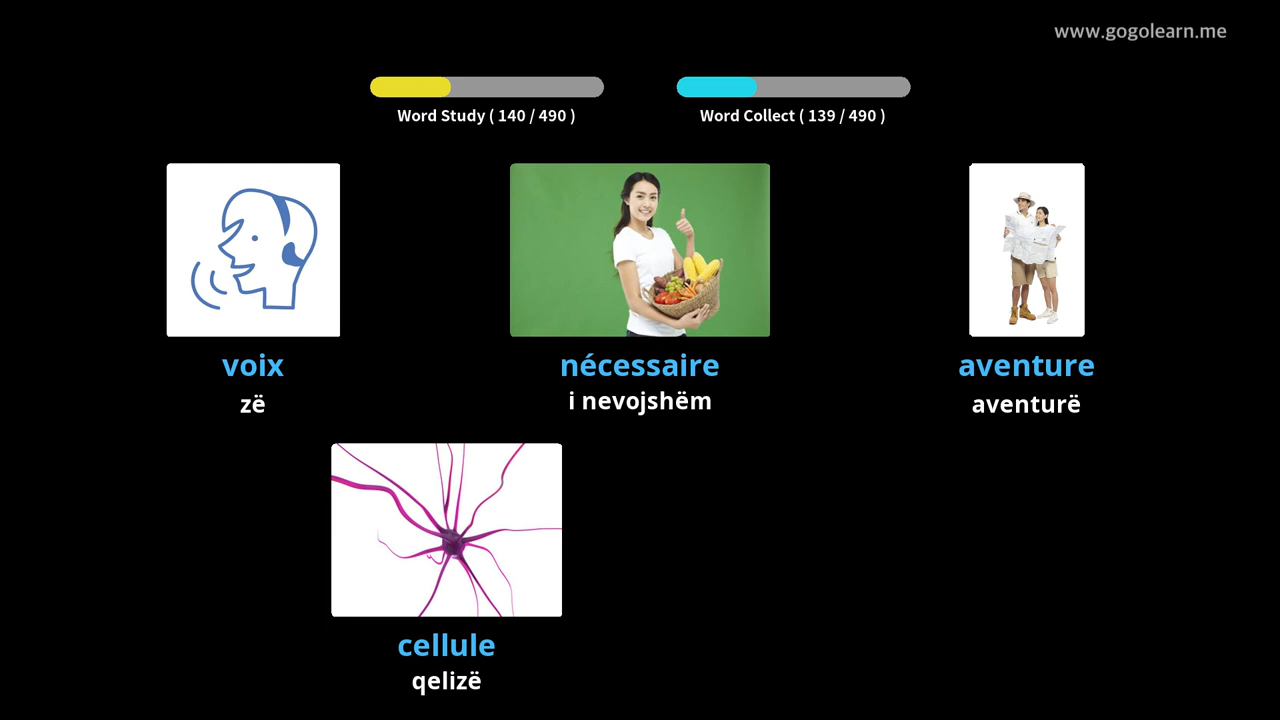 www.gogolearn.me
Word Study ( 140 / 490 )
Word Collect ( 139 / 490 )
voix
zë
nécessaire
i nevojshëm
aventure
aventurë
cellule
qelizë